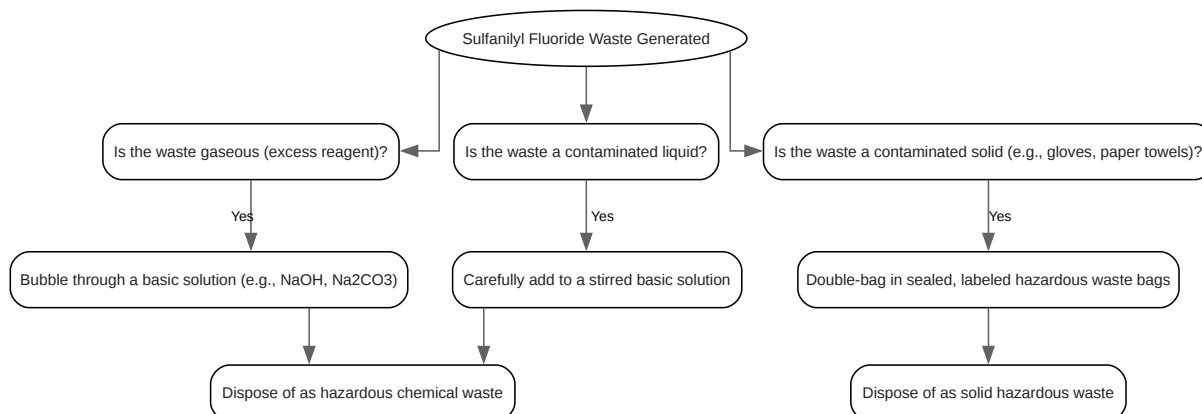 Sulfanilyl Fluoride Waste Generated
Is the waste gaseous (excess reagent)?
Is the waste a contaminated liquid?
Is the waste a contaminated solid (e.g., gloves, paper towels)?
Yes
Yes
Yes
Bubble through a basic solution (e.g., NaOH, Na2CO3)
Carefully add to a stirred basic solution
Double-bag in sealed, labeled hazardous waste bags
Dispose of as hazardous chemical waste
Dispose of as solid hazardous waste